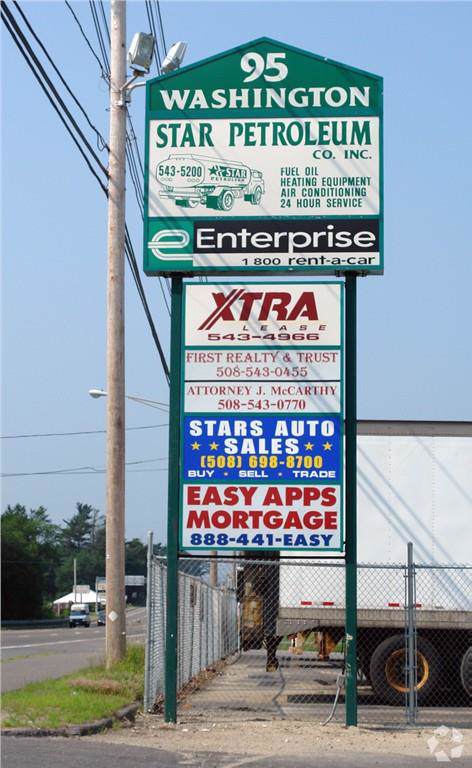 95
WASHINGTON
STAR PETROLEUM
CO. INC.
543-5200
STAR
PETROLEUM
FUEL OIL
HEATING EQUIPMENT
AIR CONDITIONING
24 HOUR SERVICE
e Enterprise
1 800 rent-a-car
XTRA
LEASE
543-4966
FIRST REALTY & TRUST
508-543-0455
ATTORNEY J. McCARTHY
508-543-0770
STARS AUTO
SALES
(508) 698-8700
BUY • SELL • TRADE
EASY APPS
MORTGAGE
888-441-EASY